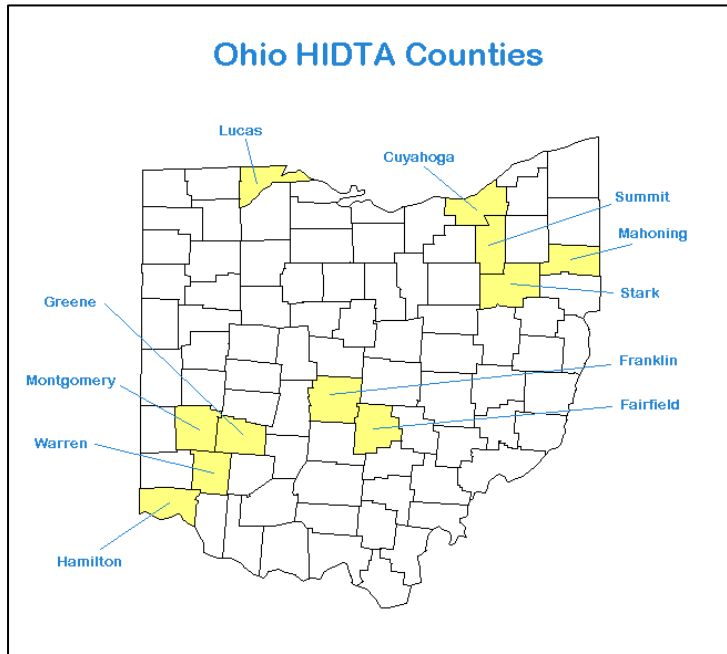 Ohio HIDTA Counties
Lucas
Cuyahoga
Summit
Mahoning
Stark
Greene
Franklin
Montgomery
Fairfield
Warren
Hamilton